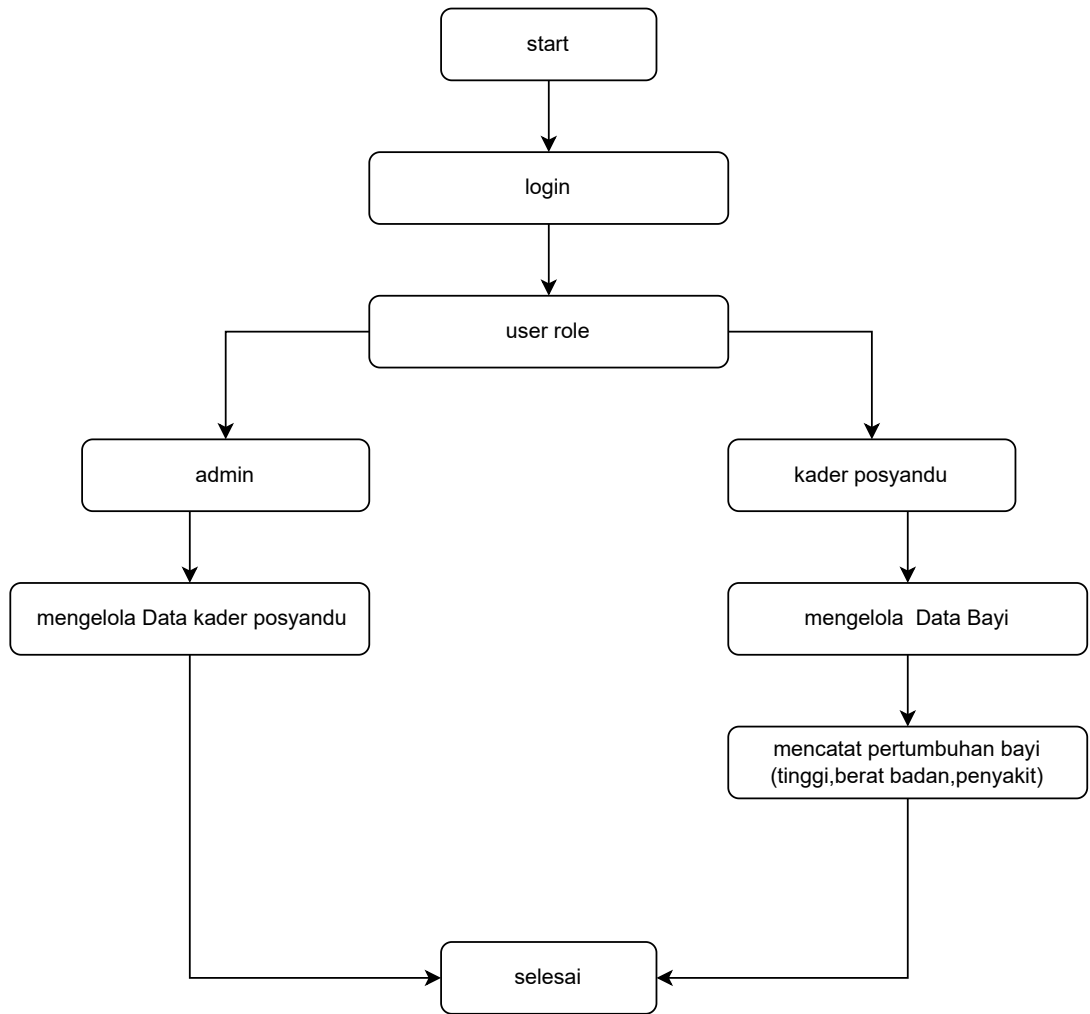 start
login
user role
admin
kader posyandu
mengelola Data kader posyandu
mengelola  Data Bayi
mencatat pertumbuhan bayi
(tinggi,berat badan,penyakit)
selesai